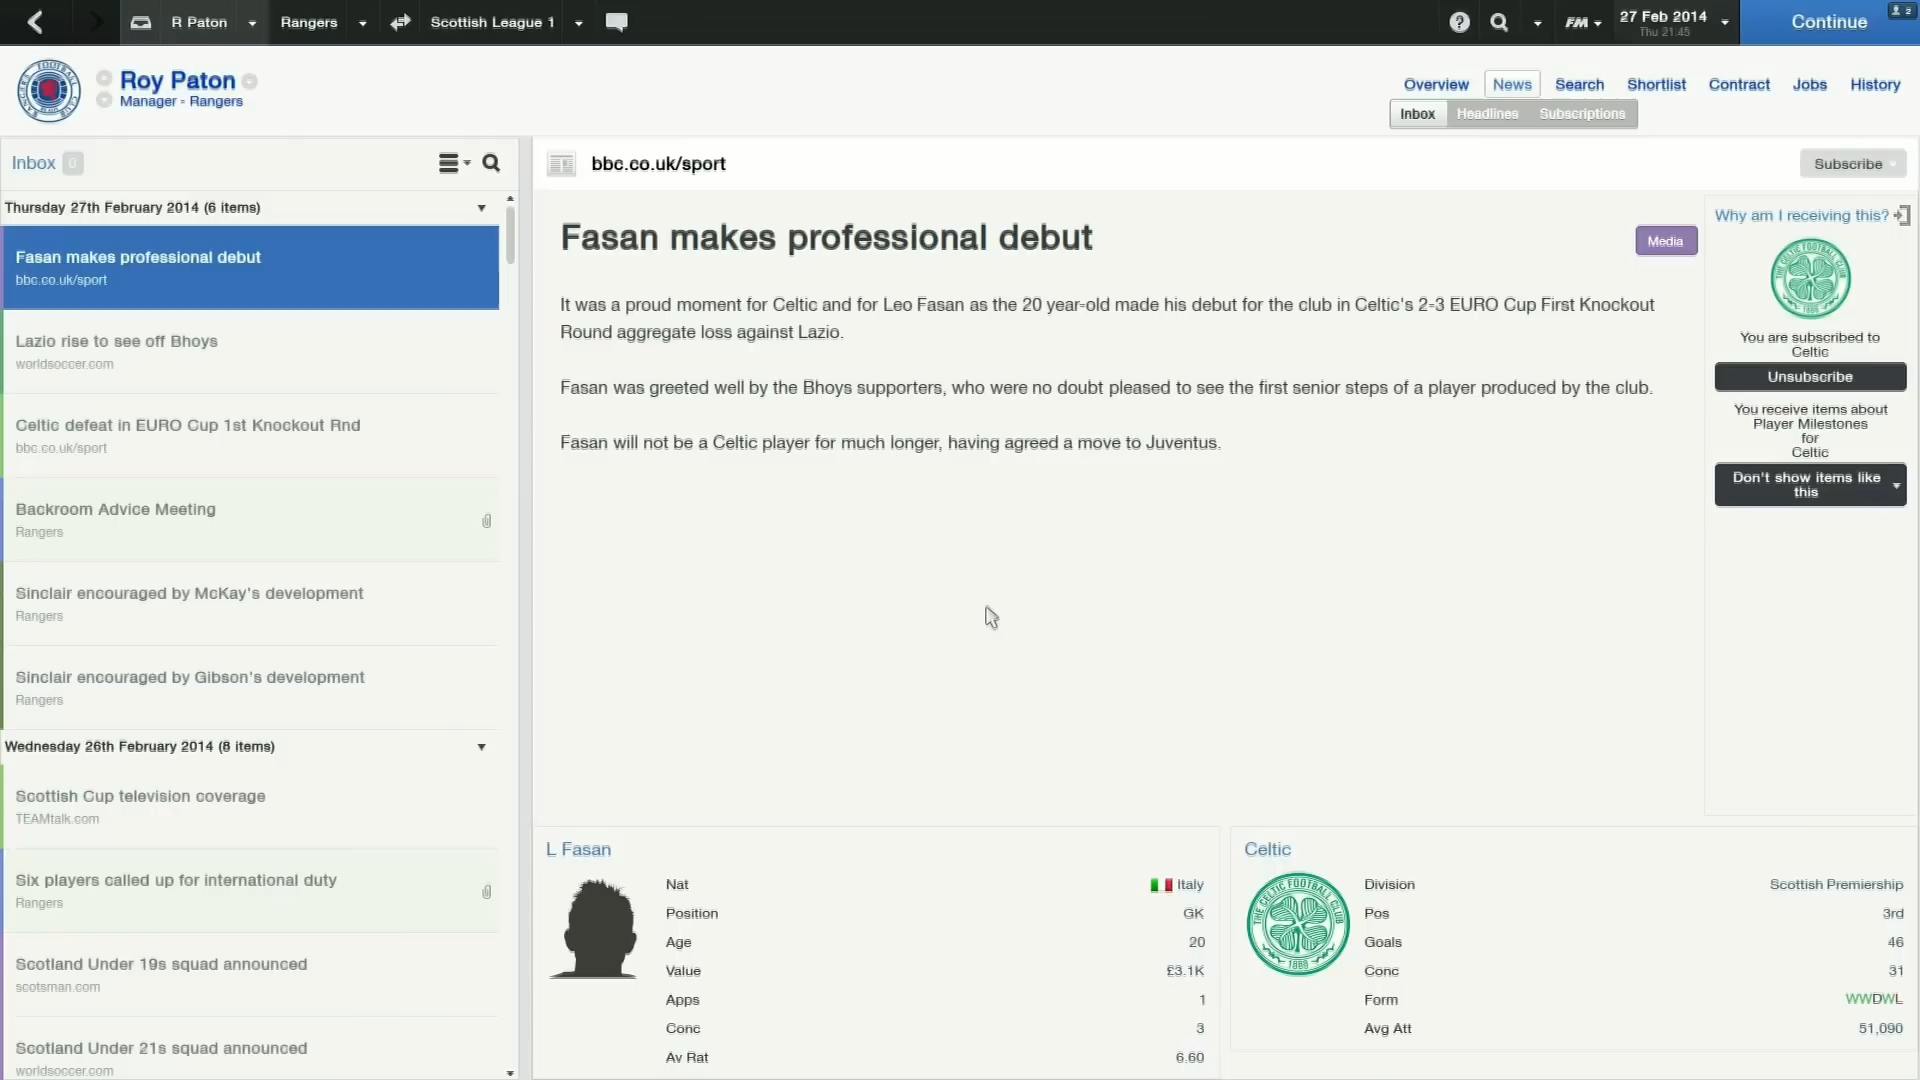 R Paton
Rangers
Scottish League 1
FM
27 Feb 2014
Thu 21:45
Continue
2
Roy Paton
Manager - Rangers
Overview
News
Search
Shortlist
Contract
Jobs
History
Inbox
Headlines
Subscriptions
Inbox 0
bbc.co.uk/sport
Subscribe
Thursday 27th February 2014 (6 items)
Fasan makes professional debut
bbc.co.uk/sport
Lazio rise to see off Bhoys
worldsoccer.com
Celtic defeat in EURO Cup 1st Knockout Rnd
bbc.co.uk/sport
Backroom Advice Meeting
Rangers
Sinclair encouraged by McKay's development
Rangers
Sinclair encouraged by Gibson's development
Rangers
Wednesday 26th February 2014 (8 items)
Scottish Cup television coverage
TEAMtalk.com
Six players called up for international duty
Rangers
Scotland Under 19s squad announced
scotsman.com
Scotland Under 21s squad announced
worldsoccer.com
Fasan makes professional debut
Media
It was a proud moment for Celtic and for Leo Fasan as the 20 year-old made his debut for the club in Celtic's 2-3 EURO Cup First Knockout
Round aggregate loss against Lazio.
Fasan was greeted well by the Bhoys supporters, who were no doubt pleased to see the first senior steps of a player produced by the club.
Fasan will not be a Celtic player for much longer, having agreed a move to Juventus.
Why am I receiving this?
THE CELTIC FOOTBALL CLUB
1888
You are subscribed to
Celtic
Unsubscribe
You receive items about
Player Milestones
for
Celtic
Don't show items like
this
L Fasan
Nat Italy
Position GK
Age 20
Value £3.1K
Apps 1
Conc 3
Av Rat 6.60
Celtic
THE CELTIC FOOTBALL CLUB
1888
Division Scottish Premiership
Pos 3rd
Goals 46
Conc 31
Form WWDWL
Avg Att 51,090